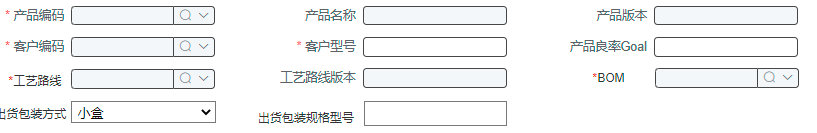 * 产品编码 产品名称 产品版本
* 客户编码 * 客户型号 产品良率Goal
*工艺路线 工艺路线版本 *BOM
出货包装方式 小盒 出货包装规格型号